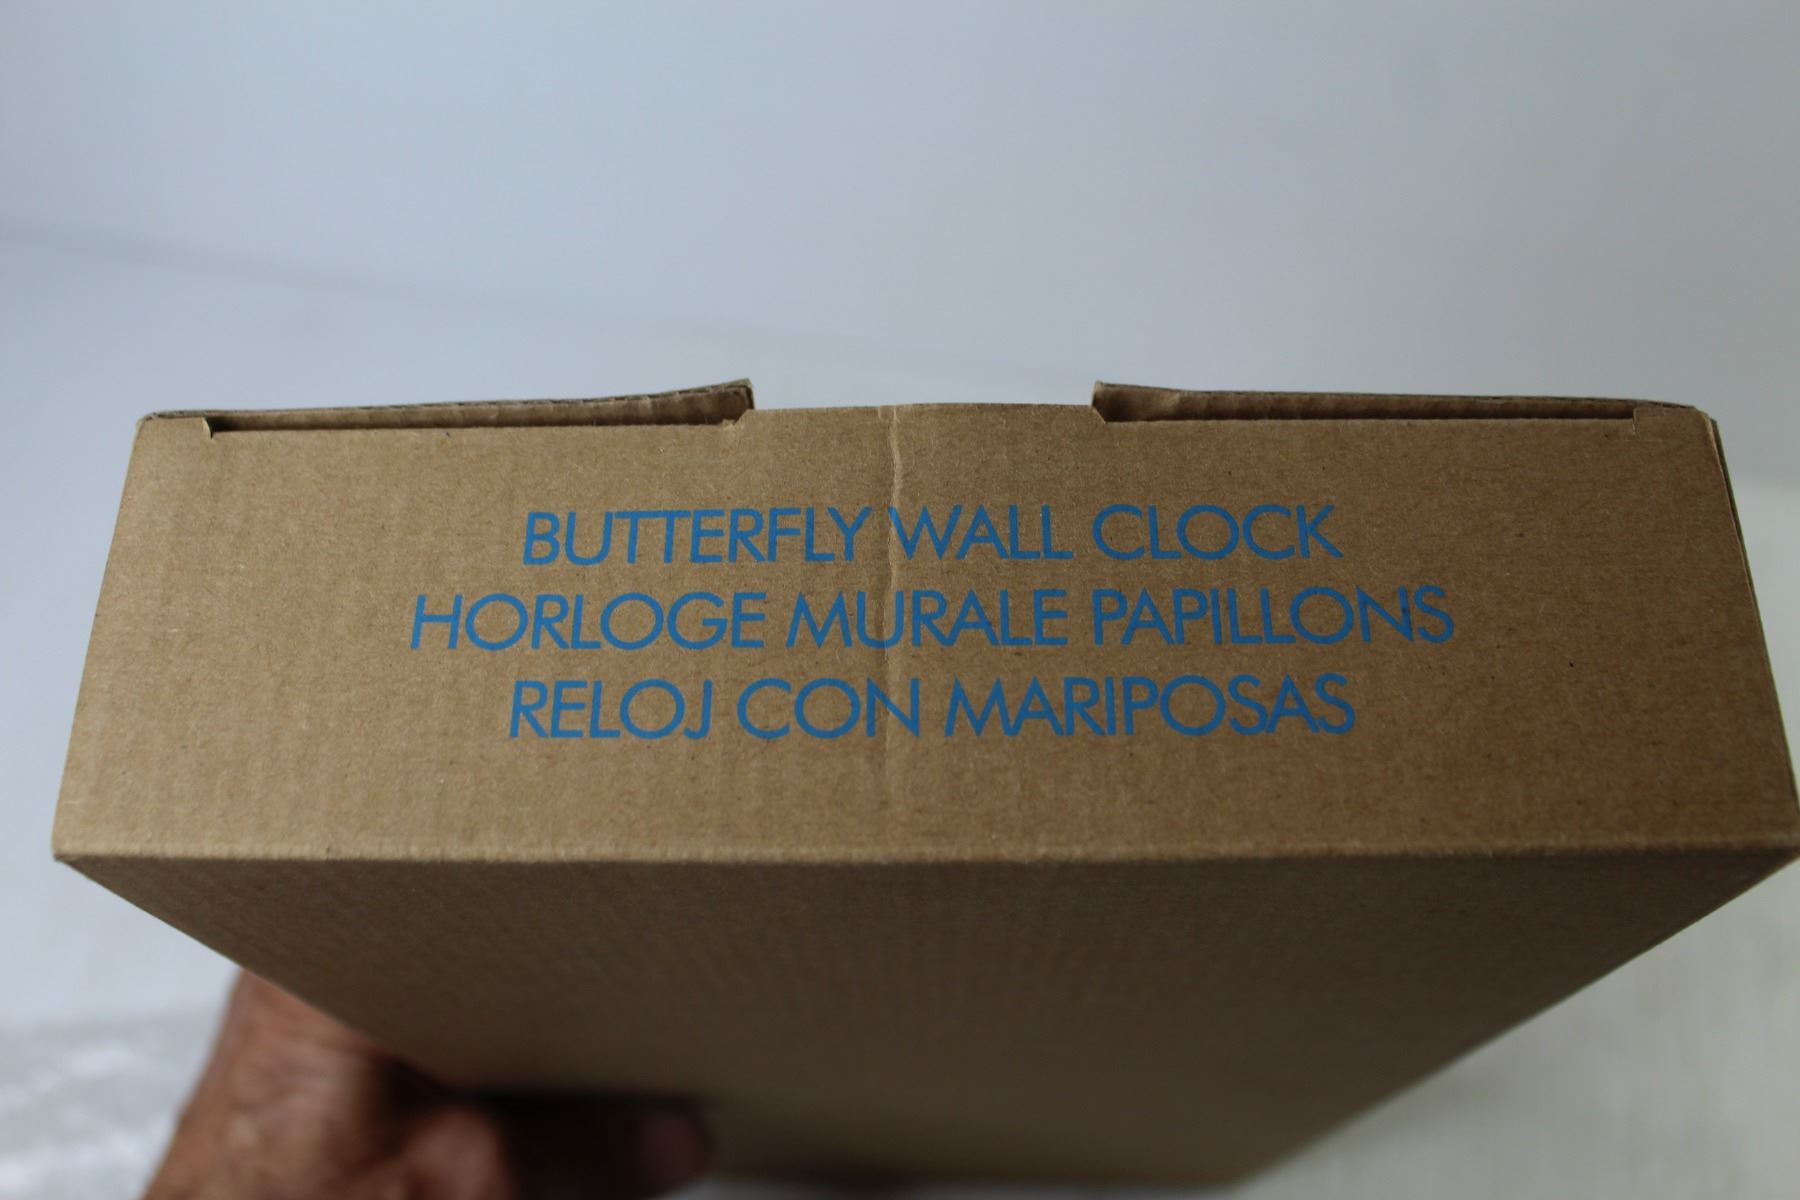 BUTTERFLY WALL CLOCK
HORLOGE MURALE PAPILLONS
RELOJ CON MARIPOSAS